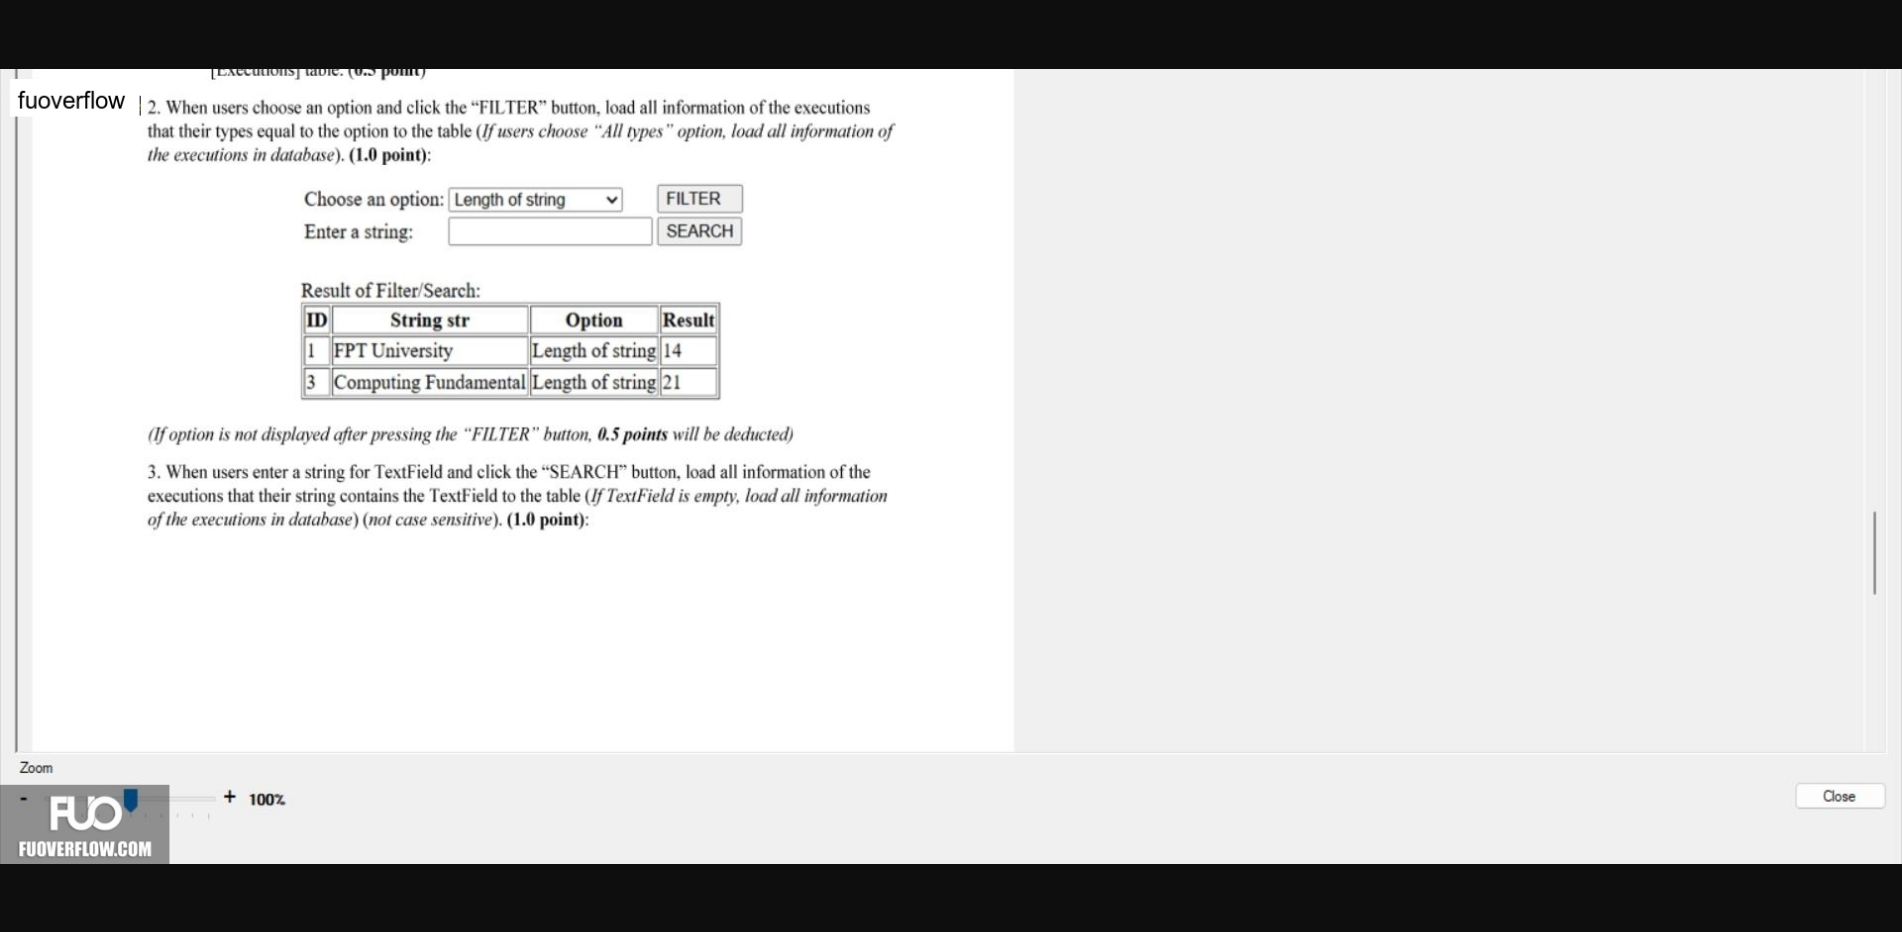 [Executions] table. (0.5 point)
fuoverflow
2. When users choose an option and click the “FILTER” button, load all information of the executions
that their types equal to the option to the table (If users choose “All types” option, load all information of
the executions in database). (1.0 point):
Choose an option: Length of string FILTER
Enter a string: SEARCH
Result of Filter/Search:
ID String str Option Result
1 FPT University Length of string 14
3 Computing Fundamental Length of string 21
(If option is not displayed after pressing the “FILTER” button, 0.5 points will be deducted)
3. When users enter a string for TextField and click the “SEARCH” button, load all information of the
executions that their string contains the TextField to the table (If TextField is empty, load all information
of the executions in database) (not case sensitive). (1.0 point):
Zoom
- + 100%
Close
FUO
FUOVERFLOW.COM